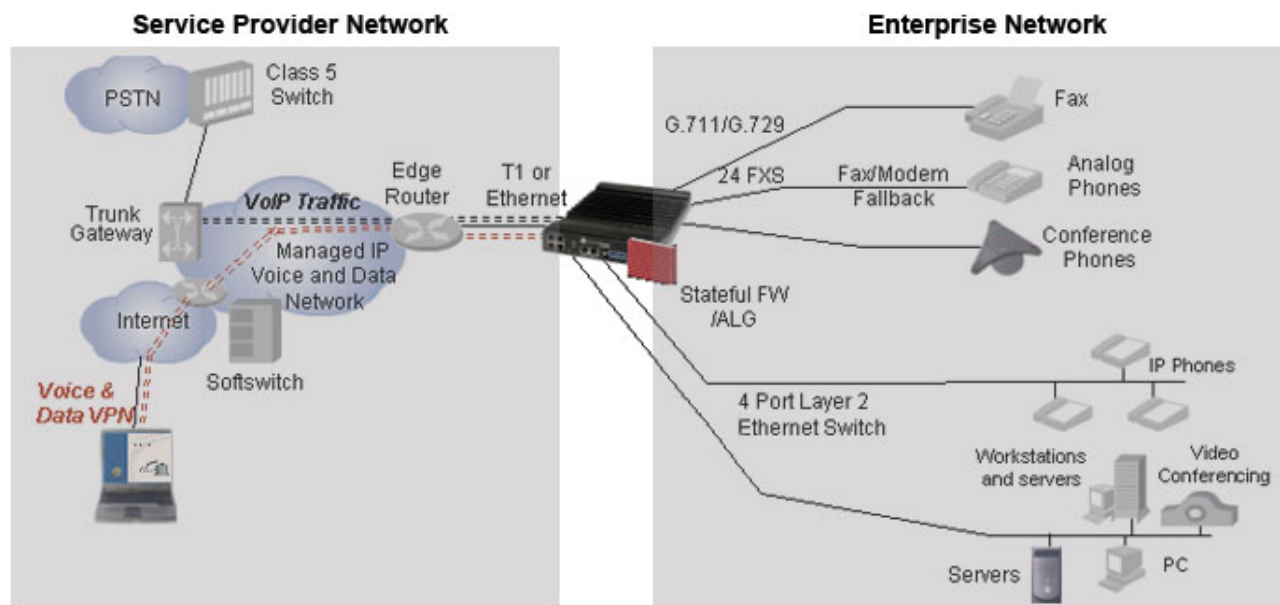 Service Provider Network
Enterprise Network
PSTN
Class 5
Switch
Trunk
Gateway
VoIP Traffic
Edge
Router
T1 or
Ethernet
Managed IP
Voice and Data
Network
Internet
Softswitch
Voice &
Data VPN
G.711/G.729
Fax
24 FXS
Fax/Modem
Fallback
Analog
Phones
Conference
Phones
Stateful FW
/ALG
IP Phones
4 Port Layer 2
Ethernet Switch
Workstations
and servers
Video
Conferencing
Servers
PC